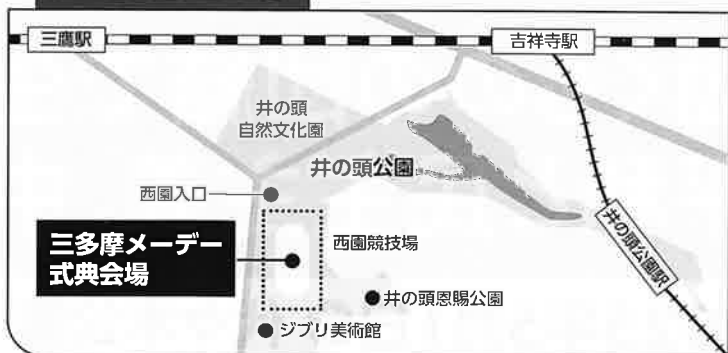 三鷹駅
吉祥寺駅
井の頭
自然文化園
井の頭公園
西園入口
三多摩メーデー
式典会場
西園競技場
井の頭公園駅
井の頭恩賜公園
ジブリ美術館